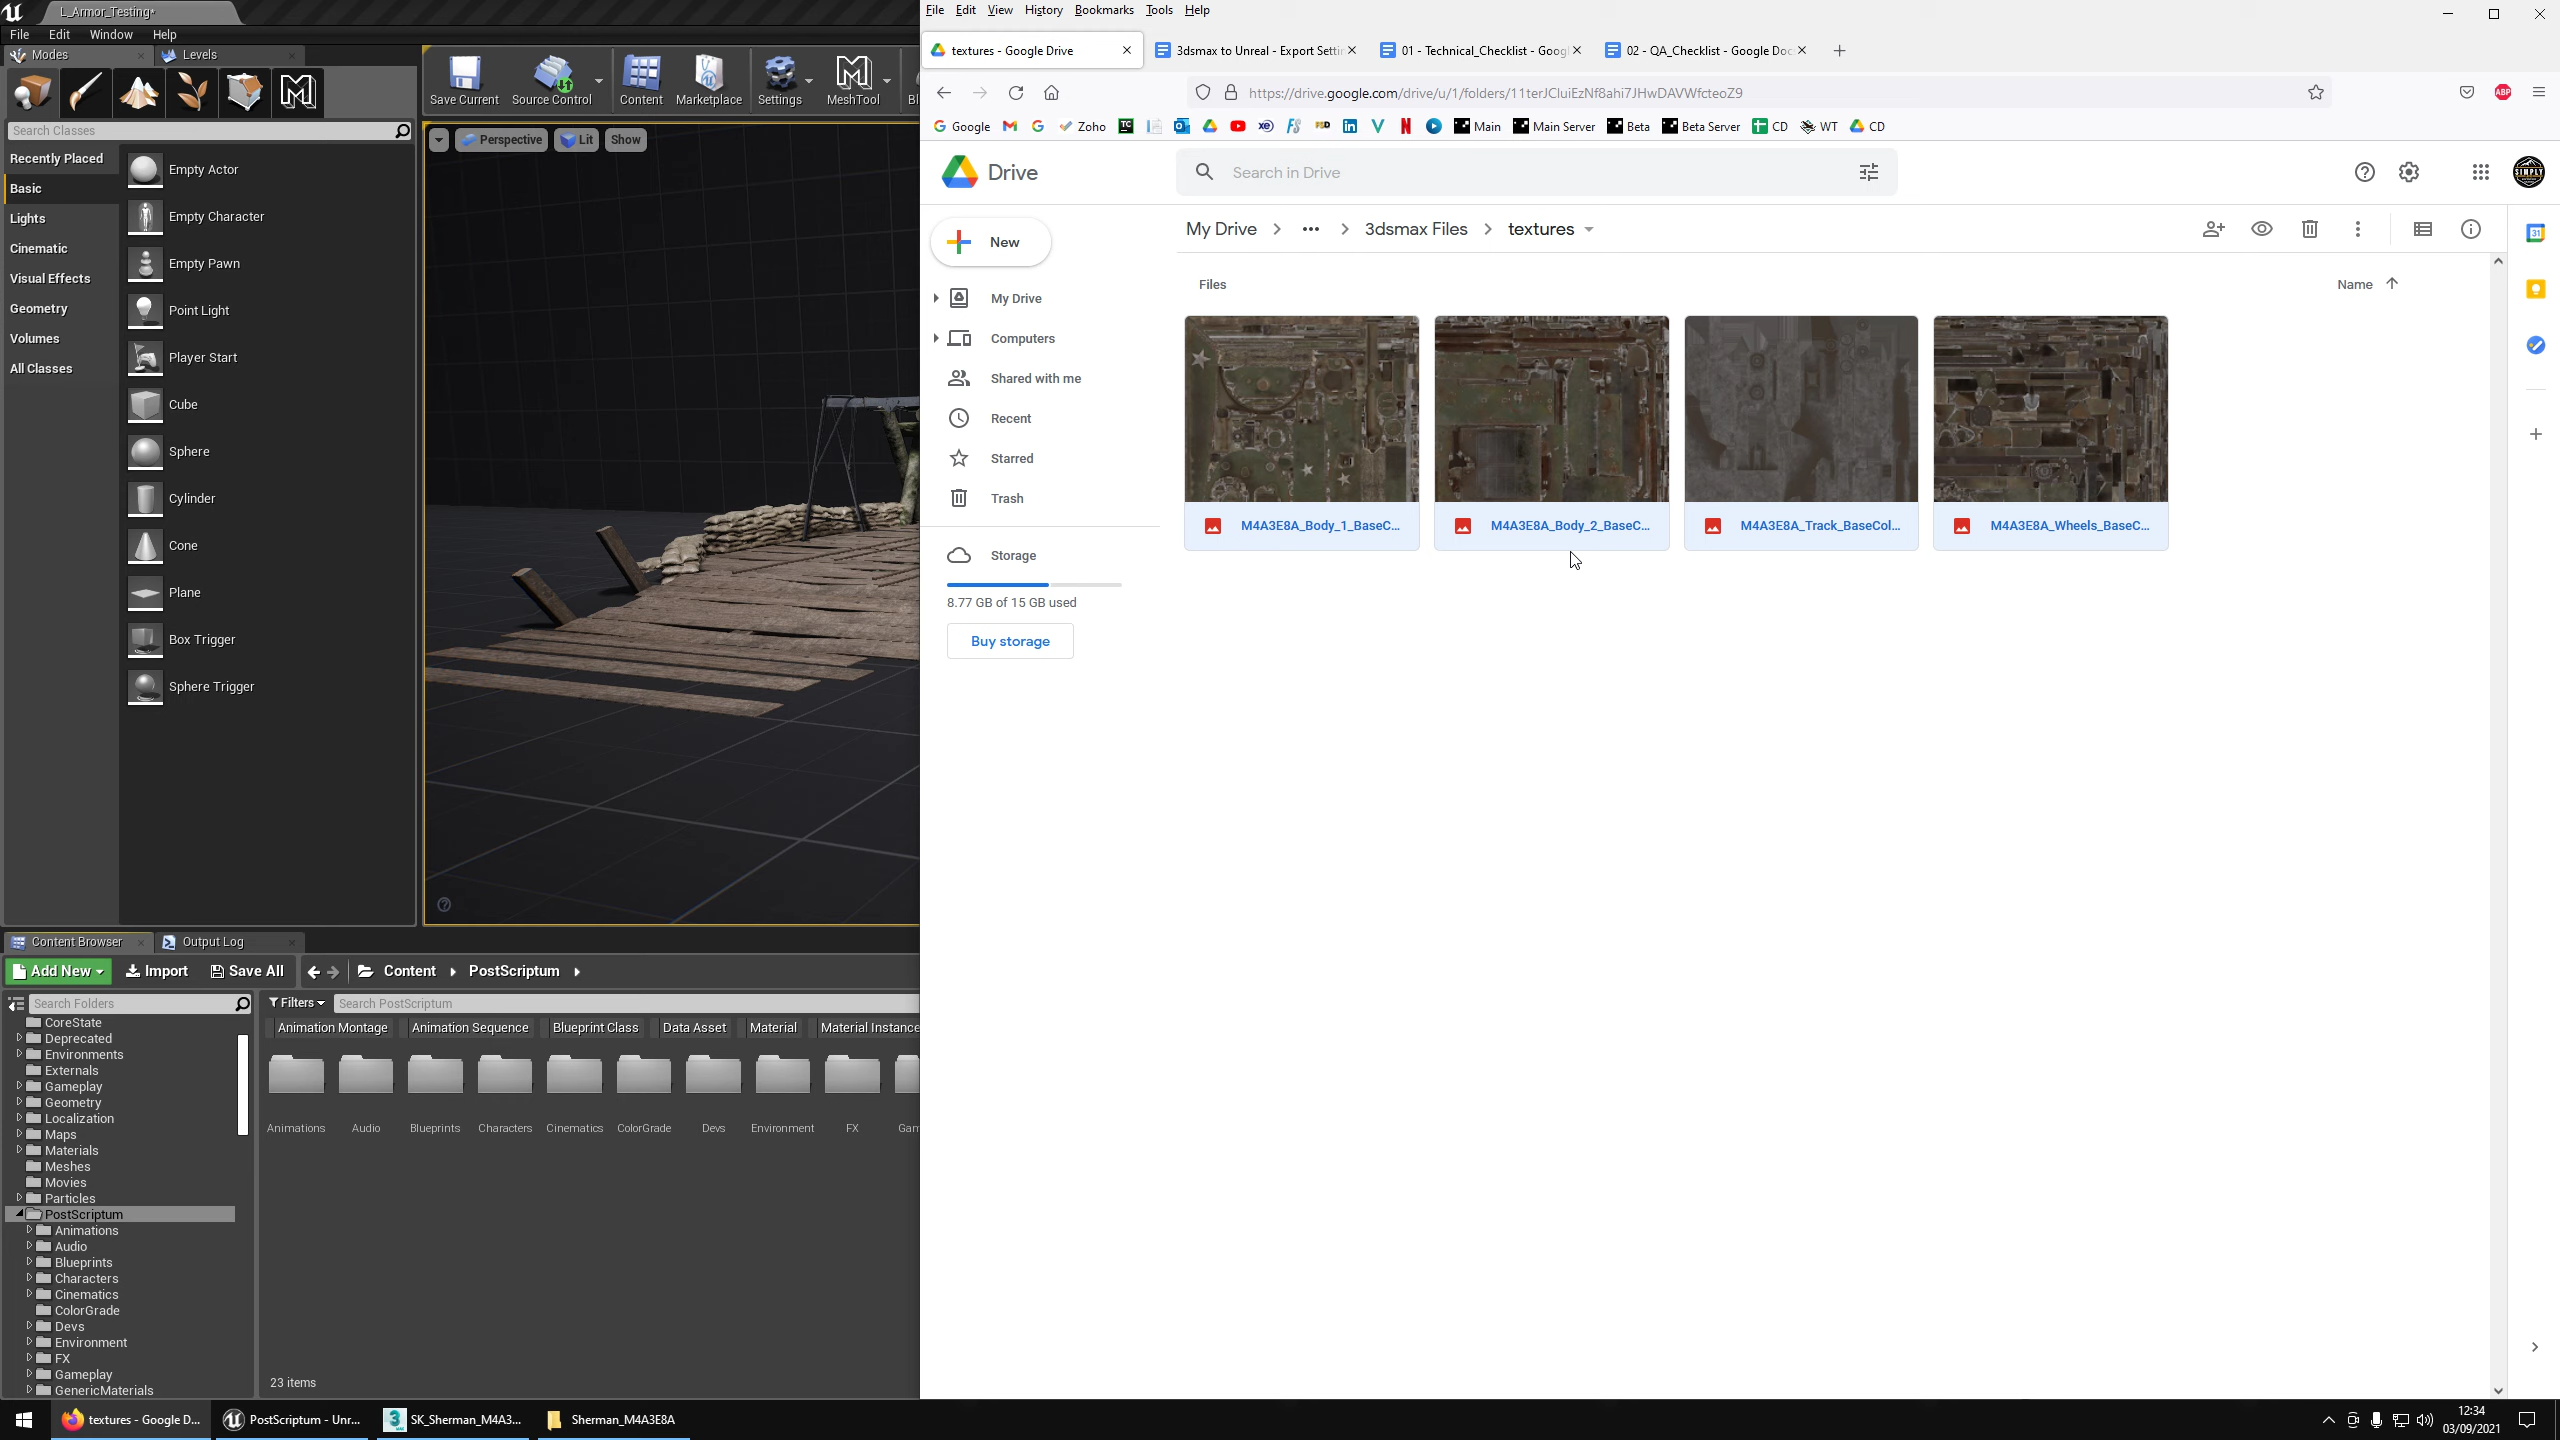 L_Armor_Testing*
File Edit Window Help
Modes
Levels
Search Classes
Recently Placed
Basic
Lights
Cinematic
Visual Effects
Geometry
Volumes
All Classes
Empty Actor
Empty Character
Empty Pawn
Point Light
Player Start
Cube
Sphere
Cylinder
Cone
Plane
Box Trigger
Sphere Trigger
Save Current
Source Control
Content
Marketplace
Settings
MeshTool
Perspective
Lit
Show
Content Browser
Output Log
Add New
Import
Save All
Content
PostScriptum
Search Folders
CoreState
Deprecated
Environments
Externals
Gameplay
Geometry
Localization
Maps
Materials
Meshes
Movies
Particles
PostScriptum
Animations
Audio
Blueprints
Characters
Cinematics
ColorGrade
Devs
Environment
FX
Gameplay
GenericMaterials
Filters
Search PostScriptum
Animation Montage
Animation Sequence
Blueprint Class
Data Asset
Material
Material Instance
Animations
Audio
Blueprints
Characters
Cinematics
ColorGrade
Devs
Environment
FX
Gam
23 items
File Edit View History Bookmarks Tools Help
textures - Google Drive
3dsmax to Unreal - Export Settin
01 - Technical_Checklist - Googl
02 - QA_Checklist - Google Doc
https://drive.google.com/drive/u/1/folders/11terJCluiEzNf8ahi7JHwDAVWfcteoZ9
ABP
Google
Zoho
Main
Main Server
Beta
Beta Server
CD
WT
CD
Drive
Search in Drive
SIMPLY
New
My Drive
Computers
Shared with me
Recent
Starred
Trash
Storage
8.77 GB of 15 GB used
Buy storage
My Drive
...
3dsmax Files
textures
Files
Name
M4A3E8A_Body_1_BaseC...
M4A3E8A_Body_2_BaseC...
M4A3E8A_Track_BaseCol...
M4A3E8A_Wheels_BaseC...
31
textures - Google D...
PostScriptum - Unr...
SK_Sherman_M4A3...
Sherman_M4A3E8A
12:34
03/09/2021